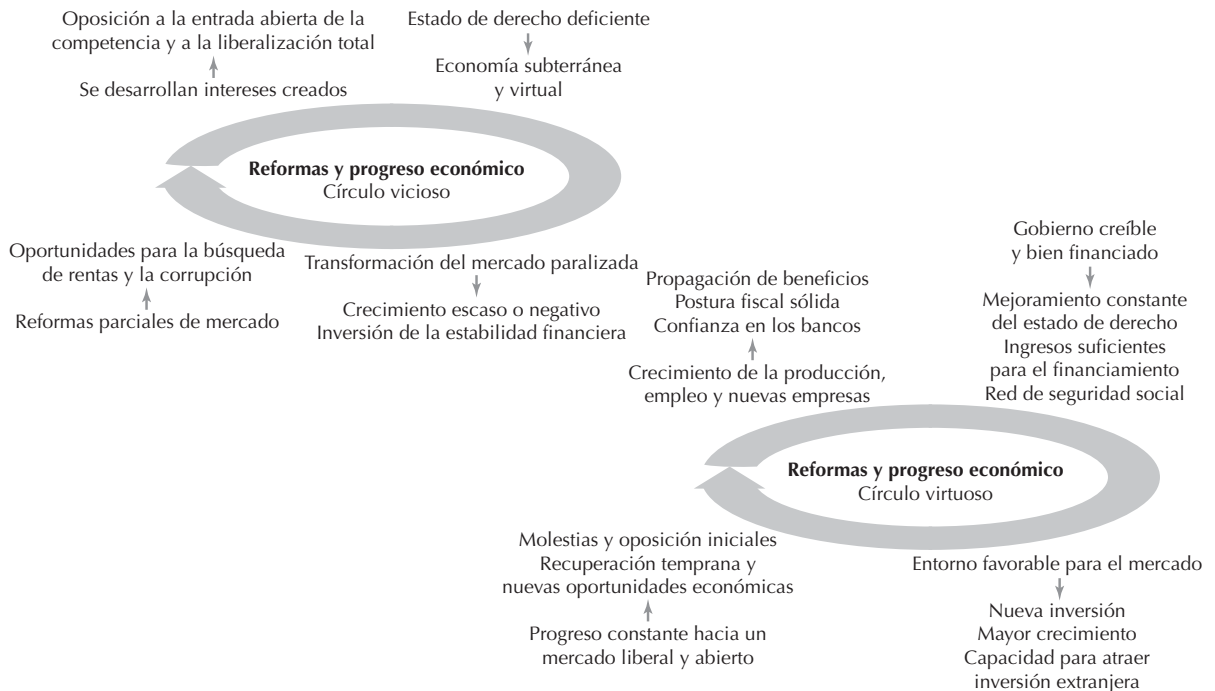 Oposición a la entrada abierta de la
competencia y a la liberalización total
Se desarrollan intereses creados
Estado de derecho deficiente
Economía subterránea
y virtual
Reformas y progreso económico
Círculo vicioso
Oportunidades para la búsqueda
de rentas y la corrupción
Reformas parciales de mercado
Transformación del mercado paralizada
Crecimiento escaso o negativo
Inversión de la estabilidad financiera
Propagación de beneficios
Postura fiscal sólida
Confianza en los bancos
Crecimiento de la producción,
empleo y nuevas empresas
Gobierno creíble
y bien financiado
Mejoramiento constante
del estado de derecho
Ingresos suficientes
para el financiamiento
Red de seguridad social
Reformas y progreso económico
Círculo virtuoso
Molestias y oposición iniciales
Recuperación temprana y
nuevas oportunidades económicas
Progreso constante hacia un
mercado liberal y abierto
Entorno favorable para el mercado
Nueva inversión
Mayor crecimiento
Capacidad para atraer
inversión extranjera